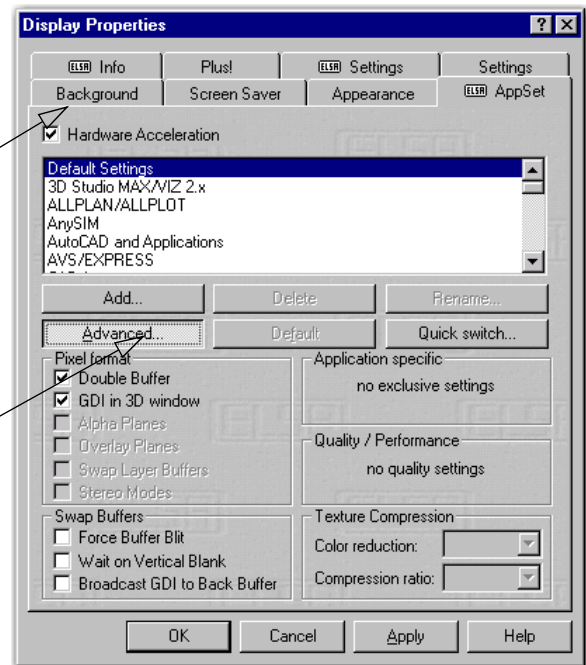 Display Properties
ELSA Info Plus! ELSA Settings Settings
Background Screen Saver Appearance ELSA AppSet
Hardware Acceleration
Default Settings
3D Studio MAX/VIZ 2.x
ALLPLAN/ALLPLOT
AnySIM
AutoCAD and Applications
AVS/EXPRESS
Add... Delete Rename...
Advanced... Default Quick switch...
Pixel format
Double Buffer
GDI in 3D window
Alpha Planes
Overlay Planes
Swap Layer Buffers
Stereo Modes
Application specific
no exclusive settings
Quality / Performance
no quality settings
Swap Buffers
Force Buffer Blit
Wait on Vertical Blank
Broadcast GDI to Back Buffer
Texture Compression
Color reduction:
Compression ratio:
OK Cancel Apply Help